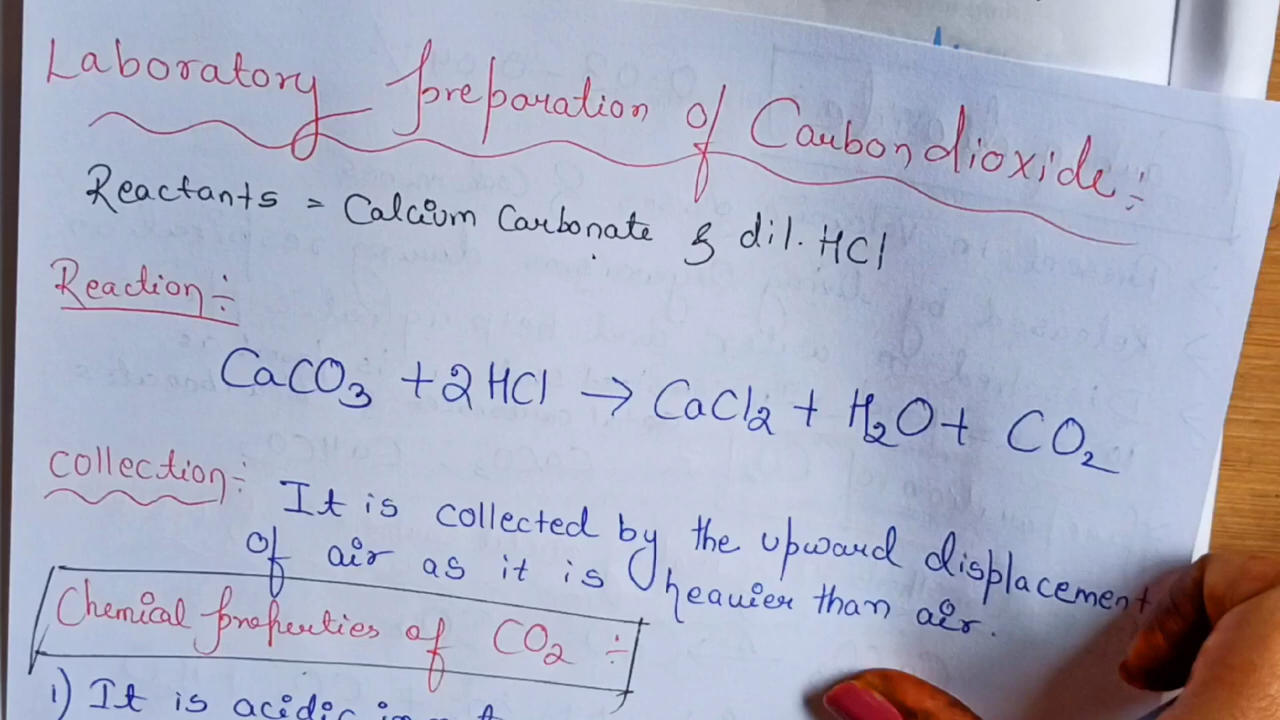 Laboratory preparation of Carbondioxide:-
Reactants = Calcium Carbonate & dil. HCl
Reaction:-
CaCO3 + 2HCl → CaCl2 + H2O + CO2
Collection:- It is collected by the upward displacement
of air as it is heavier than air.
Chemical properties of CO2 :-
1) It is acidic in